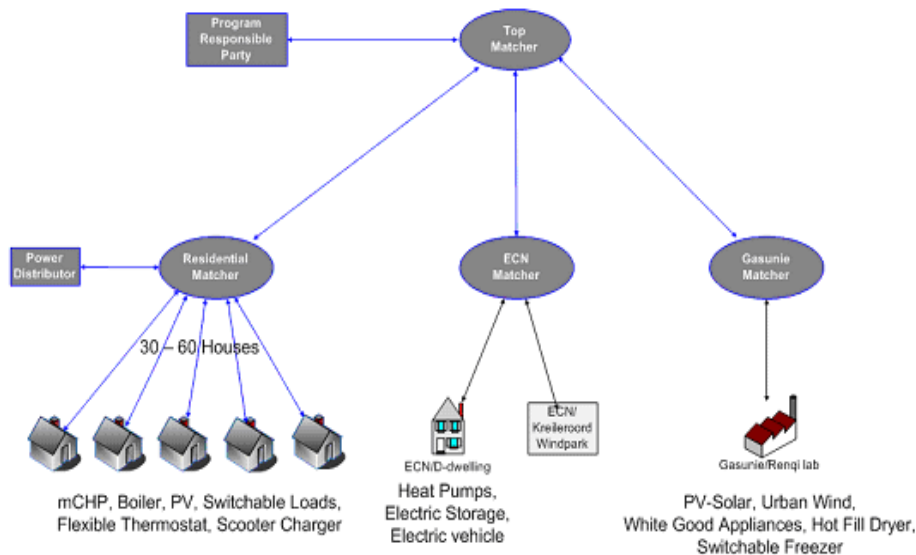 Program
Responsible
Party
Top
Matcher
Power
Distributor
Residential
Matcher
ECN
Matcher
Gasunie
Matcher
30 – 60 Houses
ECN/
Kreileroord
Windpark
ECN/D-dwelling
Gasunie/Renqi lab
mCHP, Boiler, PV, Switchable Loads,
Flexible Thermostat, Scooter Charger
Heat Pumps,
Electric Storage,
Electric vehicle
PV-Solar, Urban Wind,
White Good Appliances, Hot Fill Dryer,
Switchable Freezer